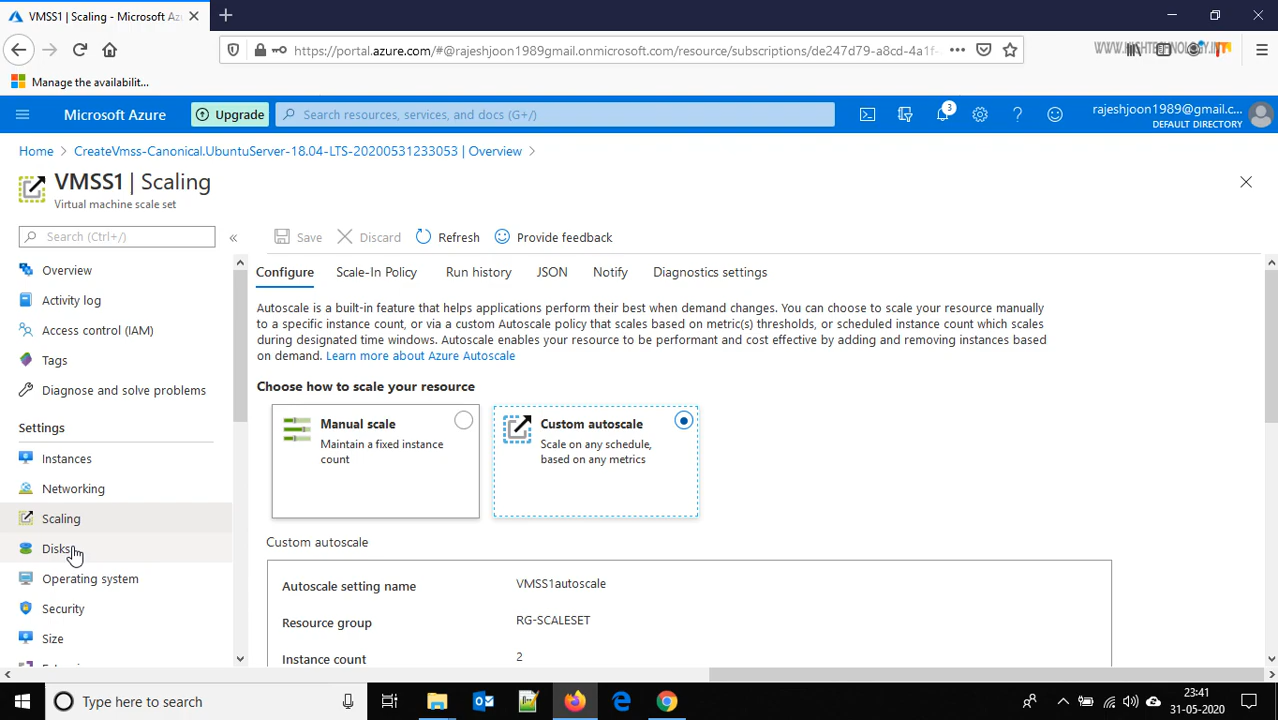 VMSS1 | Scaling - Microsoft Az
https://portal.azure.com/#@rajeshjoon1989gmail.onmicrosoft.com/resource/subscriptions/de247d79-a8cd-4a1f-
Manage the availabilit...
Microsoft Azure
Upgrade
Search resources, services, and docs (G+/)
3
rajeshjoon1989@gmail.c...
DEFAULT DIRECTORY
Home > CreateVmss-Canonical.UbuntuServer-18.04-LTS-20200531233053 | Overview >
VMSS1 | Scaling
Virtual machine scale set
Search (Ctrl+/)
«
Save
Discard
Refresh
Provide feedback
Overview
Activity log
Access control (IAM)
Tags
Diagnose and solve problems
Settings
Instances
Networking
Scaling
Disks
Operating system
Security
Size
Configure
Scale-In Policy
Run history
JSON
Notify
Diagnostics settings
Autoscale is a built-in feature that helps applications perform their best when demand changes. You can choose to scale your resource manually
to a specific instance count, or via a custom Autoscale policy that scales based on metric(s) thresholds, or scheduled instance count which scales
during designated time windows. Autoscale enables your resource to be performant and cost effective by adding and removing instances based
on demand. Learn more about Azure Autoscale
Choose how to scale your resource
Manual scale
Maintain a fixed instance
count
Custom autoscale
Scale on any schedule,
based on any metrics
Custom autoscale
Autoscale setting name VMSS1autoscale
Resource group RG-SCALESET
Instance count 2
Type here to search
23:41
31-05-2020